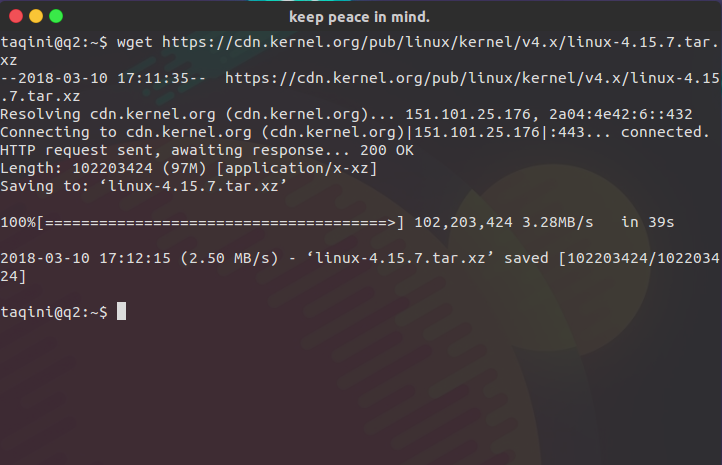 keep peace in mind.
taqini@q2:~$ wget https://cdn.kernel.org/pub/linux/kernel/v4.x/linux-4.15.7.tar.
xz
--2018-03-10 17:11:35--  https://cdn.kernel.org/pub/linux/kernel/v4.x/linux-4.15
.7.tar.xz
Resolving cdn.kernel.org (cdn.kernel.org)... 151.101.25.176, 2a04:4e42:6::432
Connecting to cdn.kernel.org (cdn.kernel.org)|151.101.25.176|:443... connected.
HTTP request sent, awaiting response... 200 OK
Length: 102203424 (97M) [application/x-xz]
Saving to: ‘linux-4.15.7.tar.xz’
100%[======================================>] 102,203,424 3.28MB/s   in 39s
2018-03-10 17:12:15 (2.50 MB/s) - ‘linux-4.15.7.tar.xz’ saved [102203424/1022034
24]
taqini@q2:~$